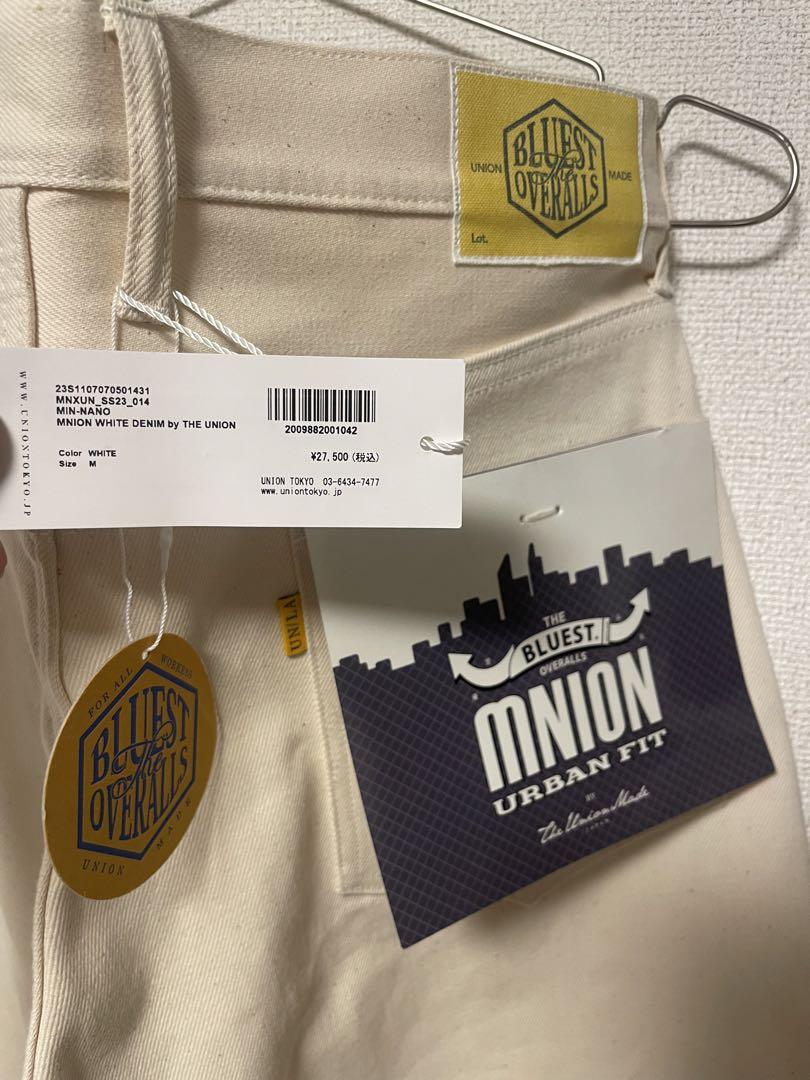 UNION
BLUEST
The
OVERALLS
MADE
Lot.
WWW.UNIONTOKYO.JP
23S1107070501431
MNXUN_SS23_014
MIN-NANO
MNION WHITE DENIM by THE UNION
Color WHITE
Size M
2009882001042
¥27,500(税込)
UNION TOKYO 03-6434-7477
www.uniontokyo.jp
UN/LA
THE
BLUEST.
OVERALLS
MNION
URBAN FIT
BY
The Union Made
FOR ALL WORKERS
BLUEST
The
OVERALLS
UNION MADE